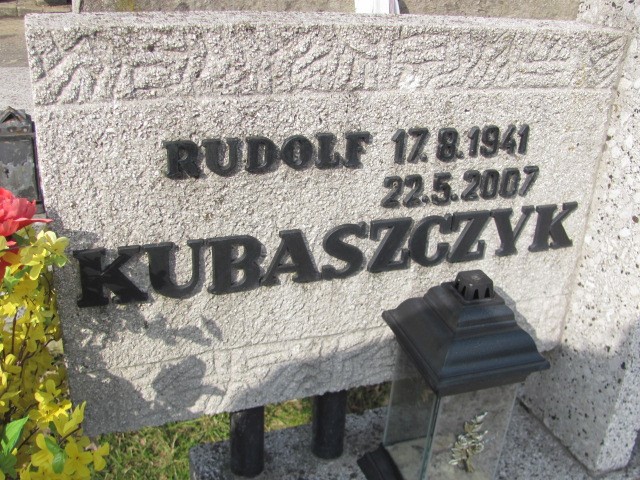 RUDOLF 17.8.1941
22.5.2007
KUBASZCZYK